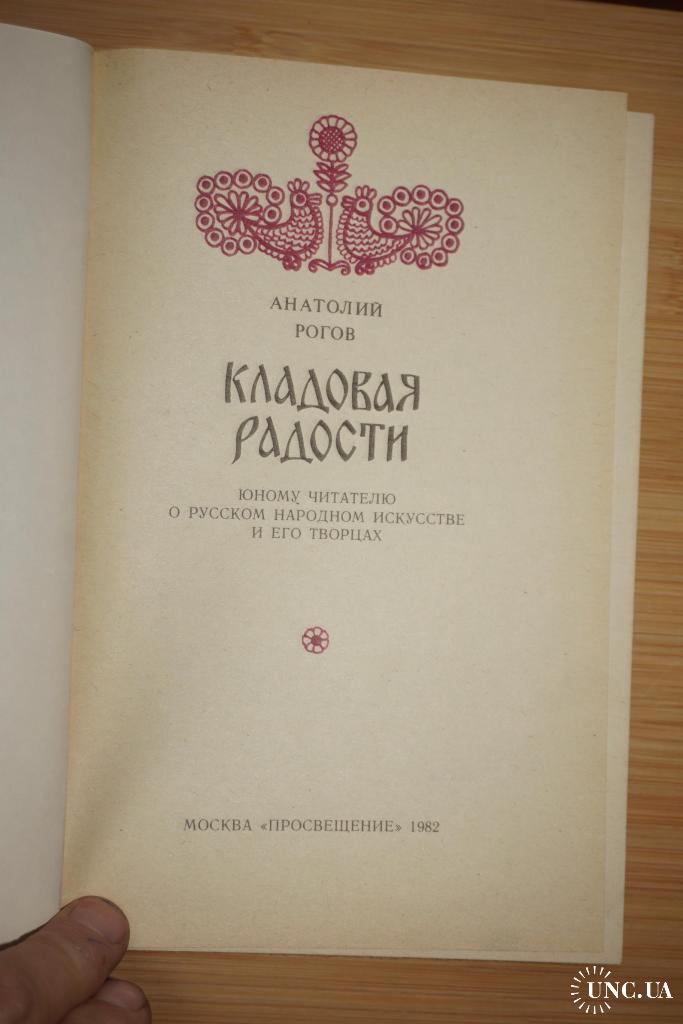 АНАТОЛИЙ
РОГОВ
КЛАДОВАЯ
РАДОСТИ
ЮНОМУ ЧИТАТЕЛЮ
О РУССКОМ НАРОДНОМ ИСКУССТВЕ
И ЕГО ТВОРЦАХ
МОСКВА «ПРОСВЕЩЕНИЕ» 1982
UNC.UA